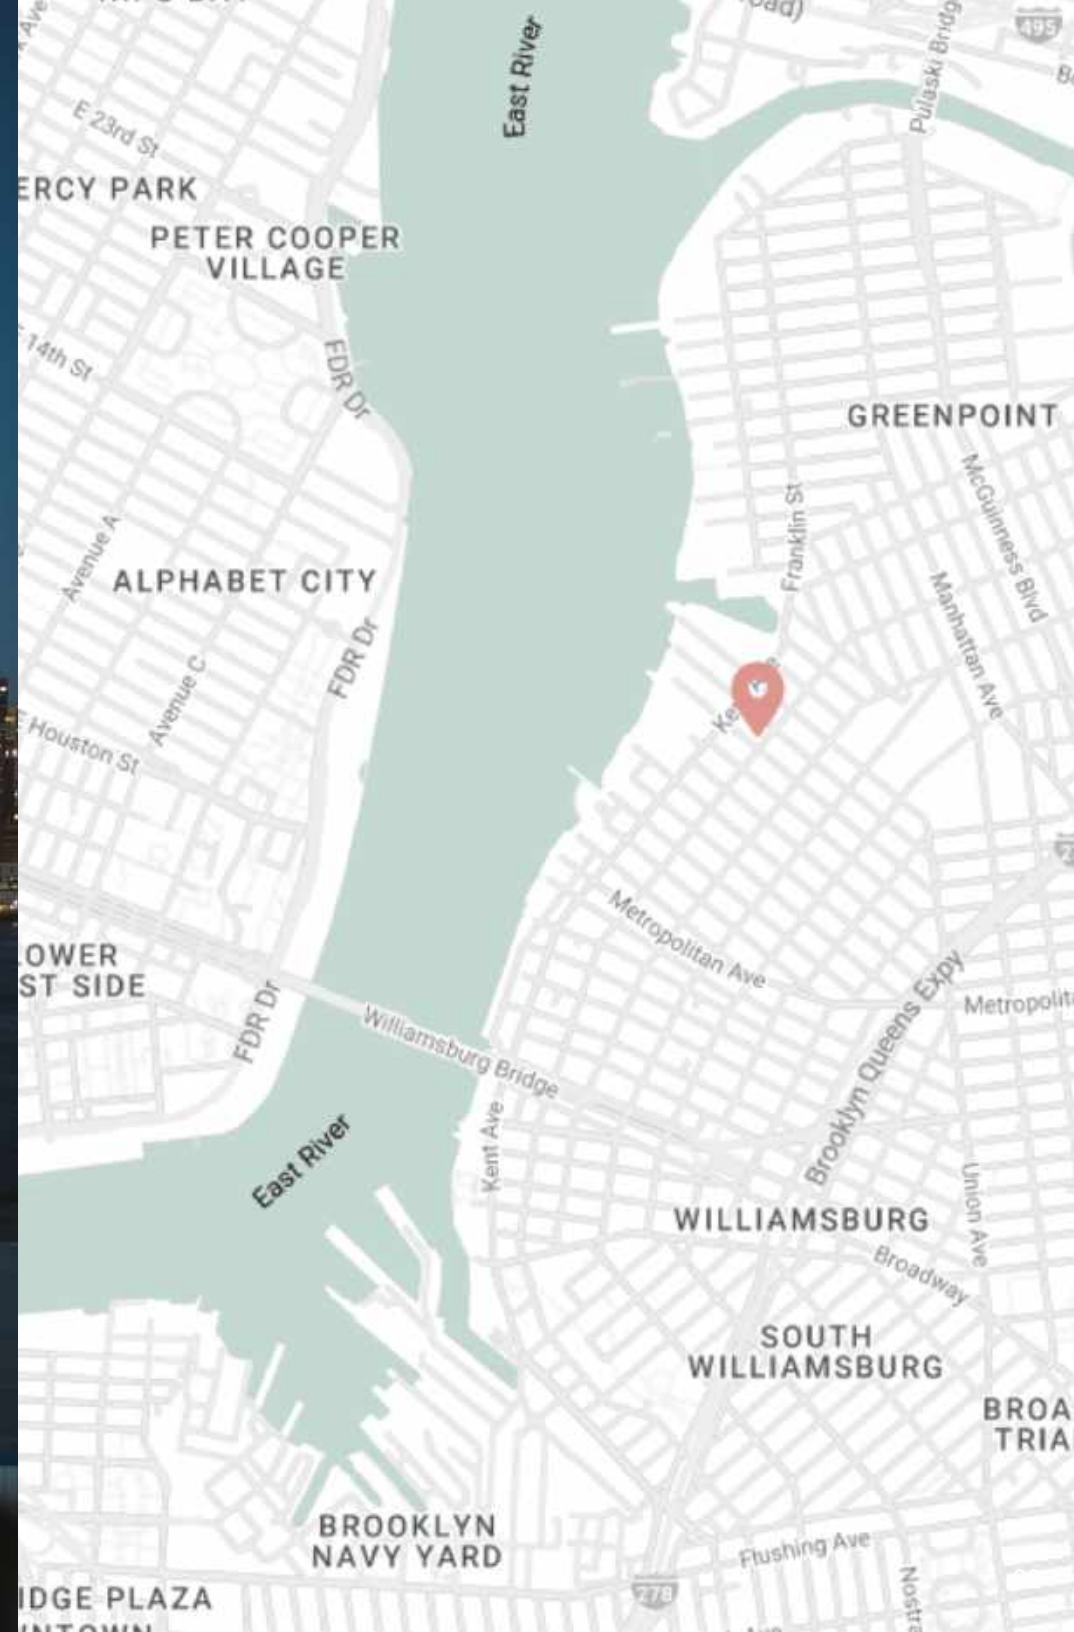 East River
Pulaski Bridg
495
E 23rd St
ERCY PARK
PETER COOPER
VILLAGE
14th St
FDR Dr
GREENPOINT
McGuinness Blvd
Franklin St
Avenue A
ALPHABET CITY
Manhattan Ave
FDR Dr
Avenue C
E Houston St
Ke
Metropolitan Ave
OWER
ST SIDE
FDR Dr
Williamsburg Bridge
Brooklyn Queens Expy
Metropolit
Kent Ave
East River
Union Ave
WILLIAMSBURG
Broadway
SOUTH
WILLIAMSBURG
BROA
TRIA
BROOKLYN
NAVY YARD
Flushing Ave
278
Nostra
IDGE PLAZA